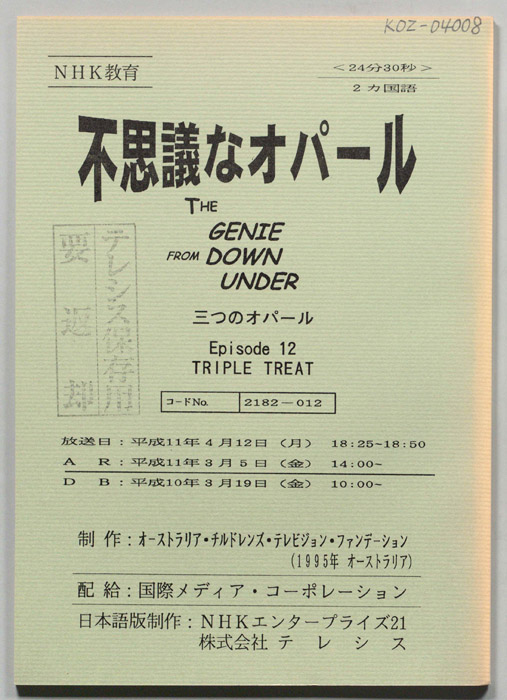 KOZ-04008
NHK教育
<24分30秒>
2カ国語
不思議なオパール
THE
GENIE
FROM DOWN
UNDER
三つのオパール
Episode 12
TRIPLE TREAT
テレシス保存用
要返却
コードNo. 2182-012
放送日:平成11年4月12日(月) 18:25~18:50
A R:平成11年3月5日(金) 14:00~
D B:平成10年3月19日(金) 10:00~
制作:オーストラリア・チルドレンズ・テレビジョン・ファンデーション
(1995年 オーストラリア)
配給:国際メディア・コーポレーション
日本語版制作:NHKエンタープライズ21
株式会社 テレシス